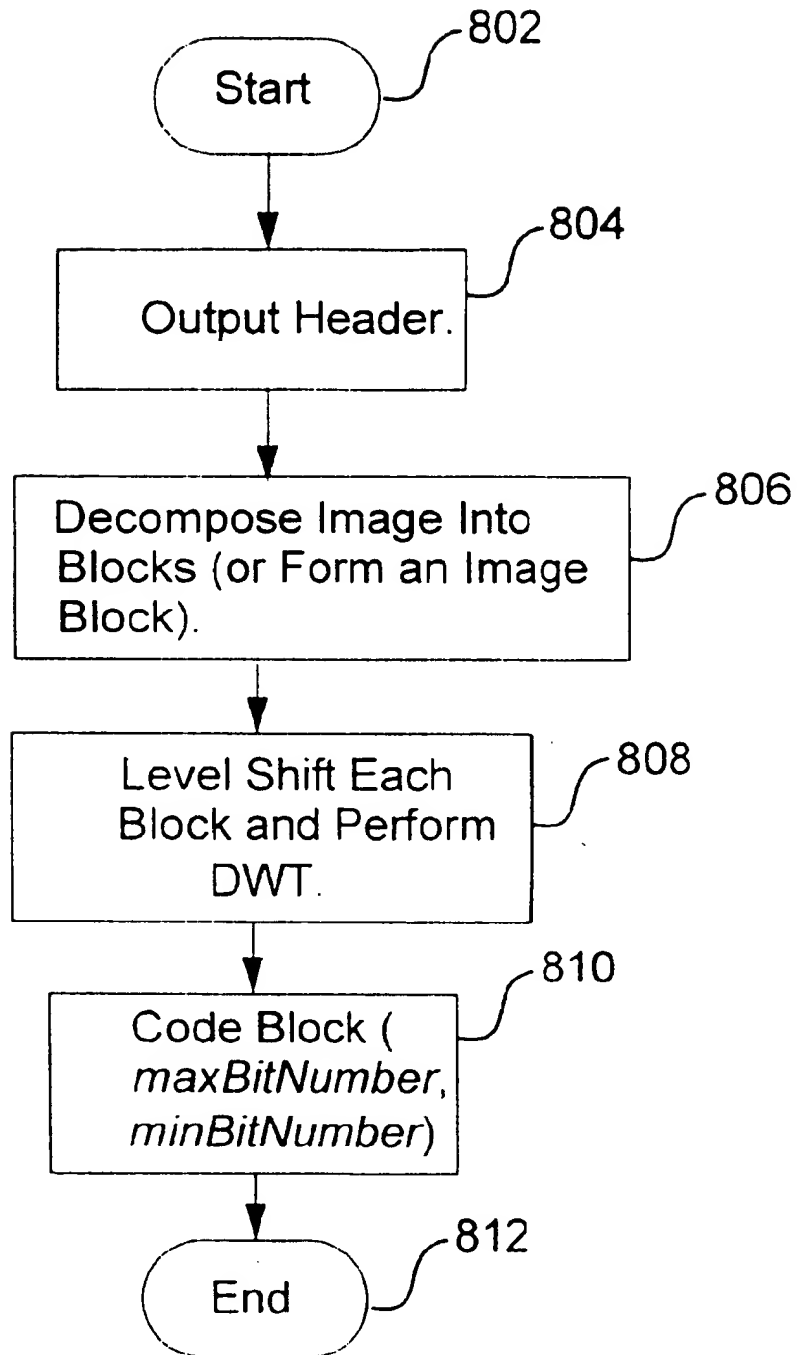 802
Start
804
Output Header.
806
Decompose Image Into
Blocks (or Form an Image
Block).
808
Level Shift Each
Block and Perform
DWT.
810
Code Block (
maxBitNumber,
minBitNumber)
812
End